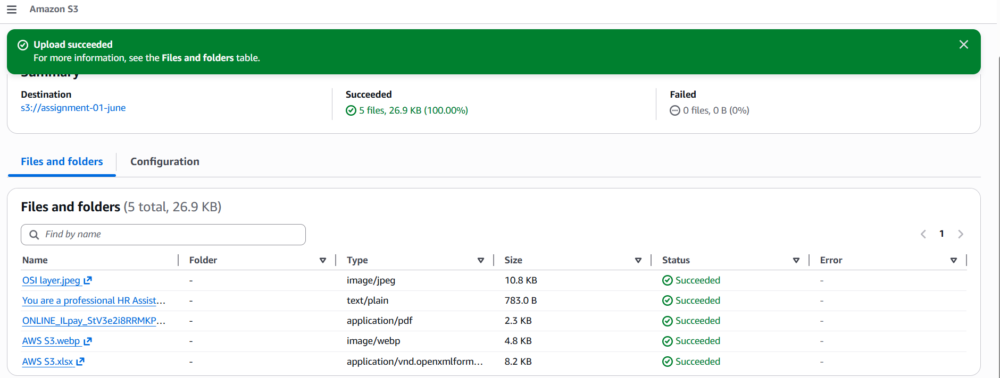 Amazon S3
Upload succeeded
For more information, see the Files and folders table.
Summary
Destination
Succeeded
Failed
s3://assignment-01-june
5 files, 26.9 KB (100.00%)
0 files, 0 B (0%)
Files and folders
Configuration
Files and folders (5 total, 26.9 KB)
Find by name
1
Name Folder Type Size Status Error
OSI layer.jpeg - image/jpeg 10.8 KB Succeeded -
You are a professional HR Assist... - text/plain 783.0 B Succeeded -
ONLINE_ILpay_StV3e2i8RRMKP... - application/pdf 2.3 KB Succeeded -
AWS S3.webp - image/webp 4.8 KB Succeeded -
AWS S3.xlsx - application/vnd.openxmlform... 8.2 KB Succeeded -